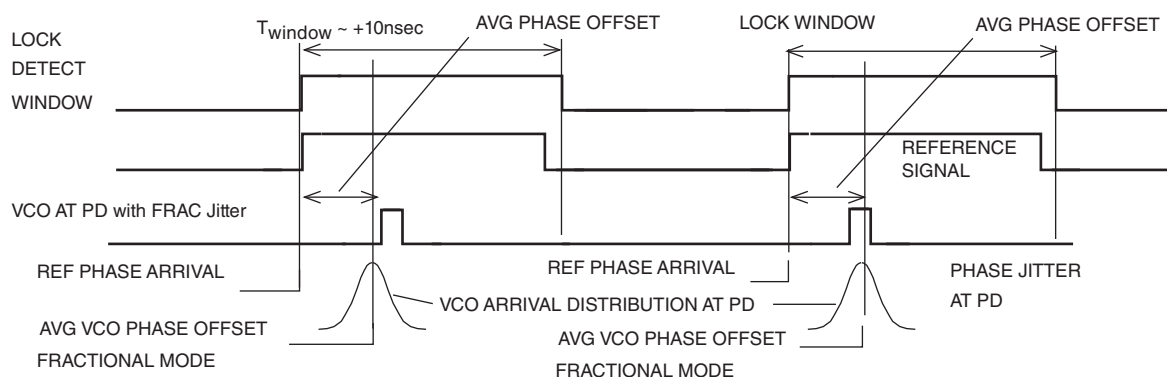 LOCK
DETECT
WINDOW
Twindow ~ +10nsec
AVG PHASE OFFSET
LOCK WINDOW
AVG PHASE OFFSET
REFERENCE
SIGNAL
VCO AT PD with FRAC Jitter
REF PHASE ARRIVAL
REF PHASE ARRIVAL
PHASE JITTER
AT PD
VCO ARRIVAL DISTRIBUTION AT PD
AVG VCO PHASE OFFSET
FRACTIONAL MODE
AVG VCO PHASE OFFSET
FRACTIONAL MODE